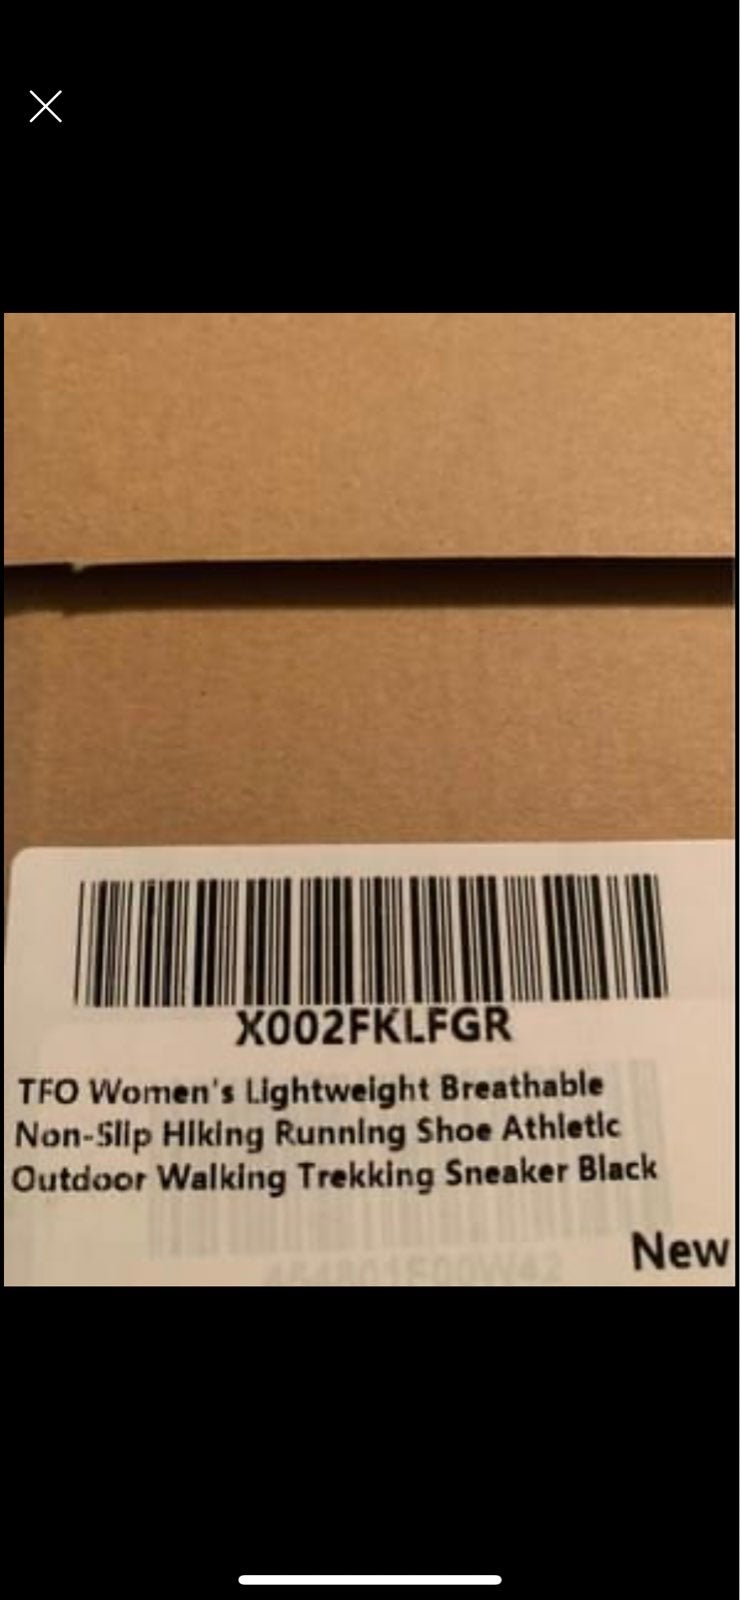 X002FKLFGR
TFO Women's Lightweight Breathable
Non-Slip Hiking Running Shoe Athletic
Outdoor Walking Trekking Sneaker Black
New